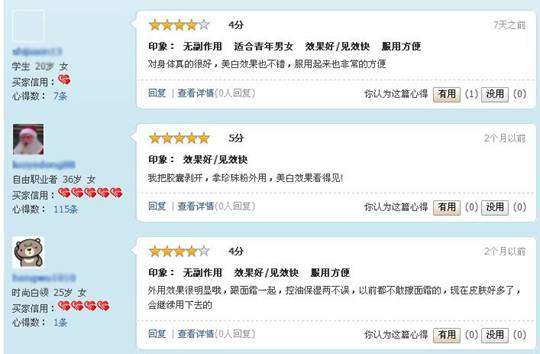 4分
7天之前
学生 20岁 女
买家信用：
心得数： 7条
印象： 无副作用 适合青年男女 效果好/见效快 服用方便
对身体真的很好，美白效果也不错，服用起来也非常的方便
回复 | 查看详情(0人回复)
你认为这篇心得 有用 (1) 没用 (0)
5分
2个月以前
自由职业者 36岁 女
买家信用：
心得数： 115条
印象： 效果好/见效快
我把胶囊剥开，拿珍珠粉外用，美白效果看得见!
回复 | 查看详情(0人回复)
你认为这篇心得 有用 (0) 没用 (0)
4分
2个月以前
时尚白领 25岁 女
买家信用：
心得数： 1条
印象： 无副作用 效果好/见效快 服用方便
外用效果很明显哦，跟面霜一起，控油保湿两不误，以前都不敢擦面霜的，现在皮肤好多了，
会继续用下去的
回复 | 查看详情(0人回复)
你认为这篇心得 有用 (0) 没用 (0)